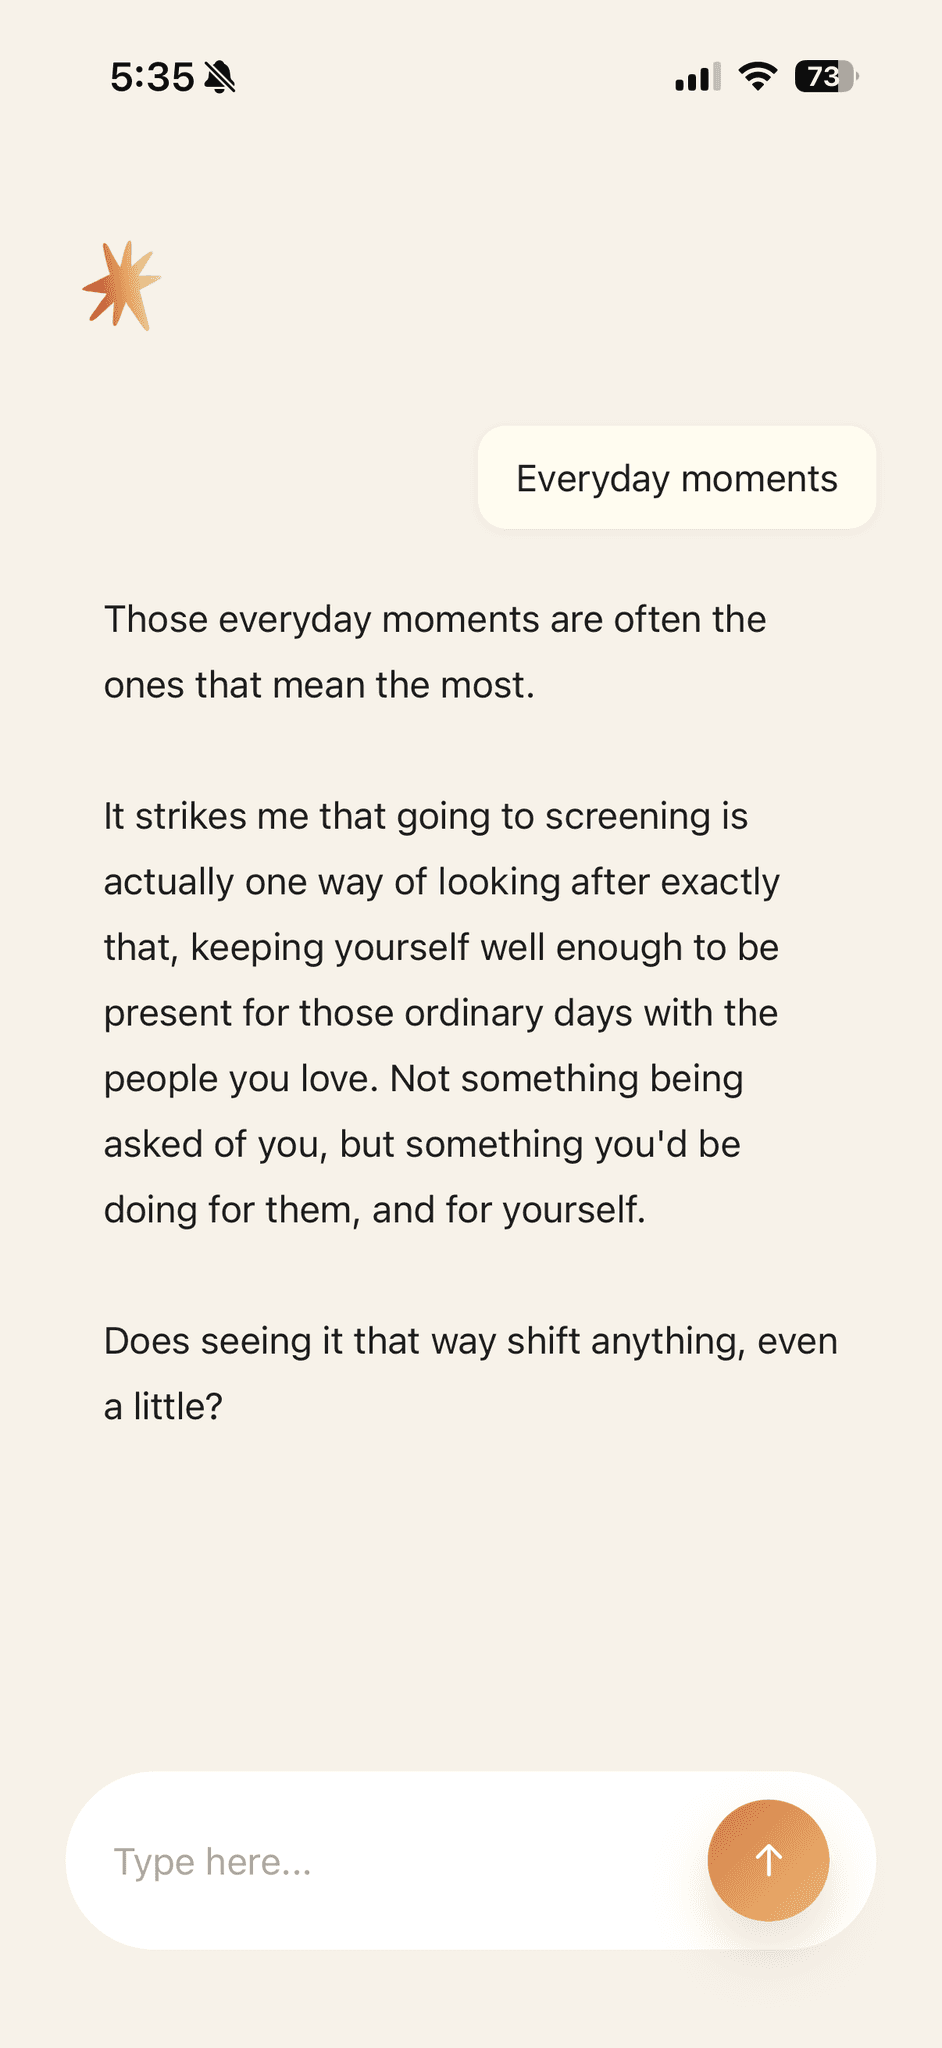 5:35
73
Everyday moments
Those everyday moments are often the
ones that mean the most.
It strikes me that going to screening is
actually one way of looking after exactly
that, keeping yourself well enough to be
present for those ordinary days with the
people you love. Not something being
asked of you, but something you'd be
doing for them, and for yourself.
Does seeing it that way shift anything, even
a little?
Type here...